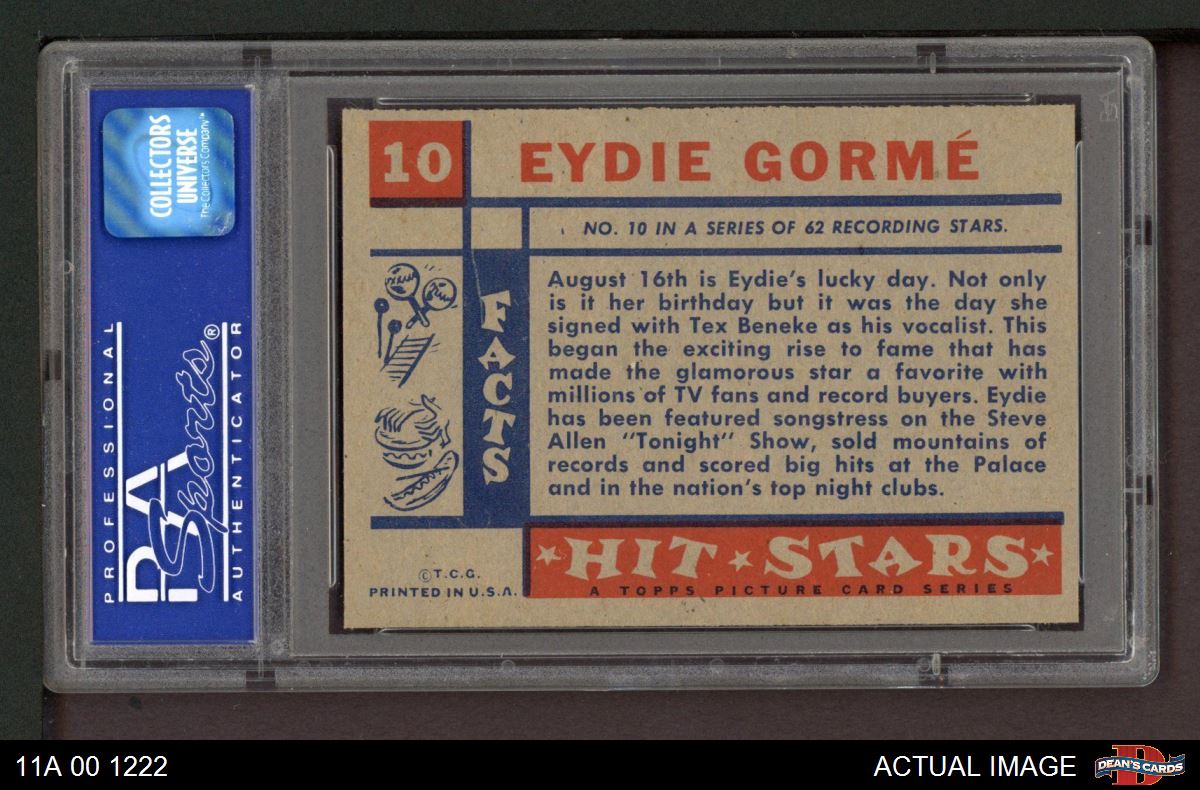 COLLECTORS
UNIVERSE
The Collectors Company™
PROFESSIONAL
PSA
Sports®
AUTHENTICATOR
10
EYDIE GORMÉ
NO. 10 IN A SERIES OF 62 RECORDING STARS.
FACTS
August 16th is Eydie's lucky day. Not only
is it her birthday but it was the day she
signed with Tex Beneke as his vocalist. This
began the exciting rise to fame that has
made the glamorous star a favorite with
millions of TV fans and record buyers. Eydie
has been featured songstress on the Steve
Allen "Tonight" Show, sold mountains of
records and scored big hits at the Palace
and in the nation's top night clubs.
©T.C.G.
PRINTED IN U.S.A.
HIT STARS
A TOPPS PICTURE CARD SERIES
11A 00 1222
ACTUAL IMAGE
DEAN'S CARDS